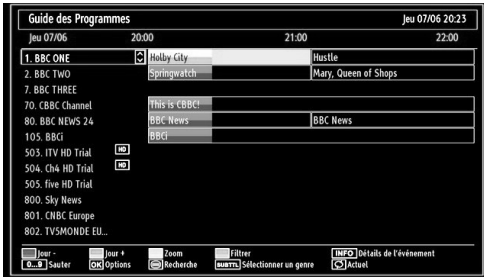 Guide des Programmes Jeu 07/06 20:23
Jeu 07/06 20:00 21:00 22:00
1. BBC ONE Holby City Hustle
2. BBC TWO Springwatch Mary, Queen of Shops
7. BBC THREE
70. CBBC Channel This is CBBC!
80. BBC NEWS 24 BBC News BBC News
105. BBCi BBCi
503. ITV HD Trial HD
504. Ch4 HD Trial HD
505. five HD Trial
800. Sky News
801. CNBC Europe
802. TV5MONDE EU...
Jour - Jour + Zoom Filtrer INFO Détails de l'événement
0...9 Sauter OK Options Recherche SUBTTL Sélectionner un genre Actuel